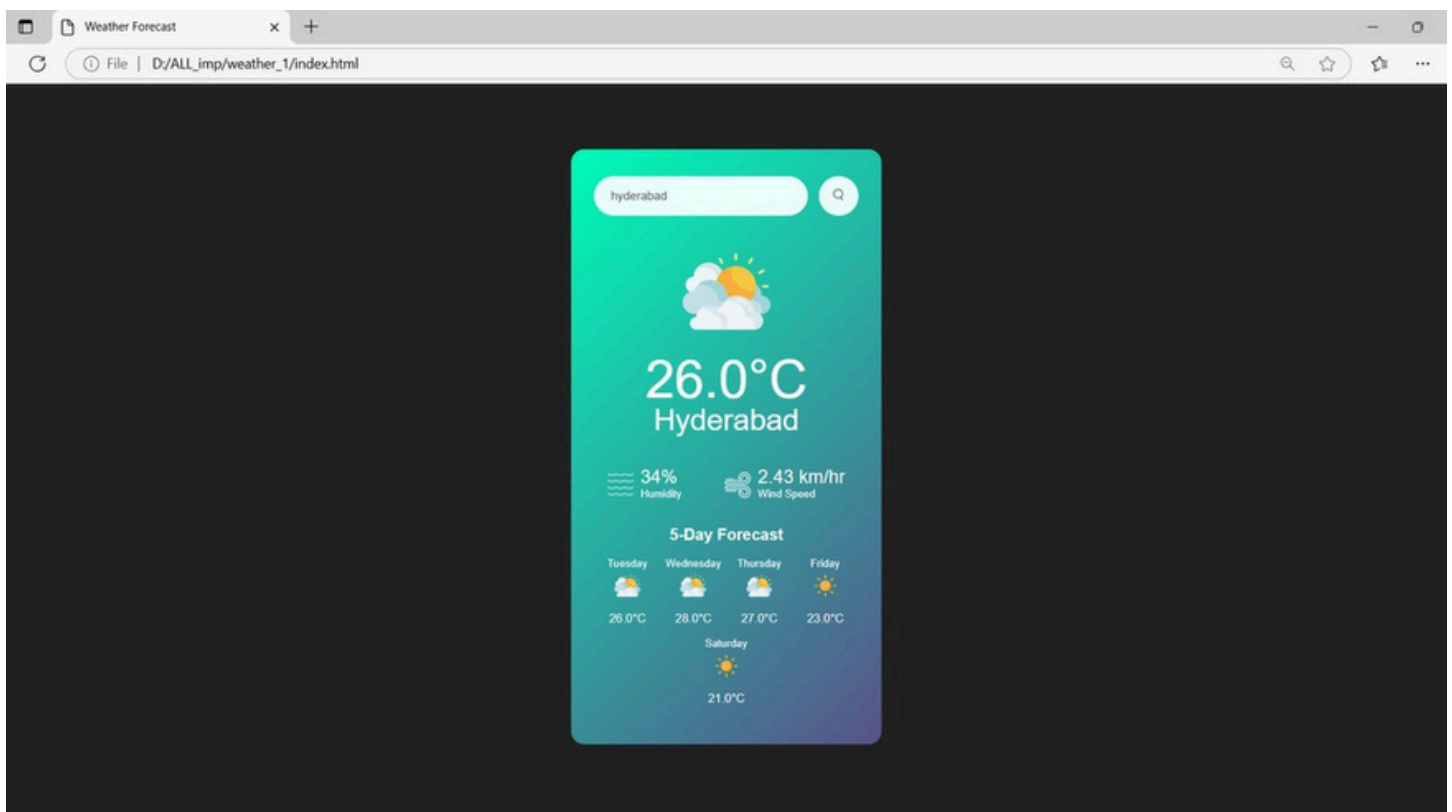 Weather Forecast
File | D:/ALL_imp/weather_1/index.html
hyderabad
26.0°C
Hyderabad
34% 2.43 km/hr
Humidity Wind Speed
5-Day Forecast
Tuesday Wednesday Thursday Friday
26.0°C 28.0°C 27.0°C 23.0°C
Saturday
21.0°C